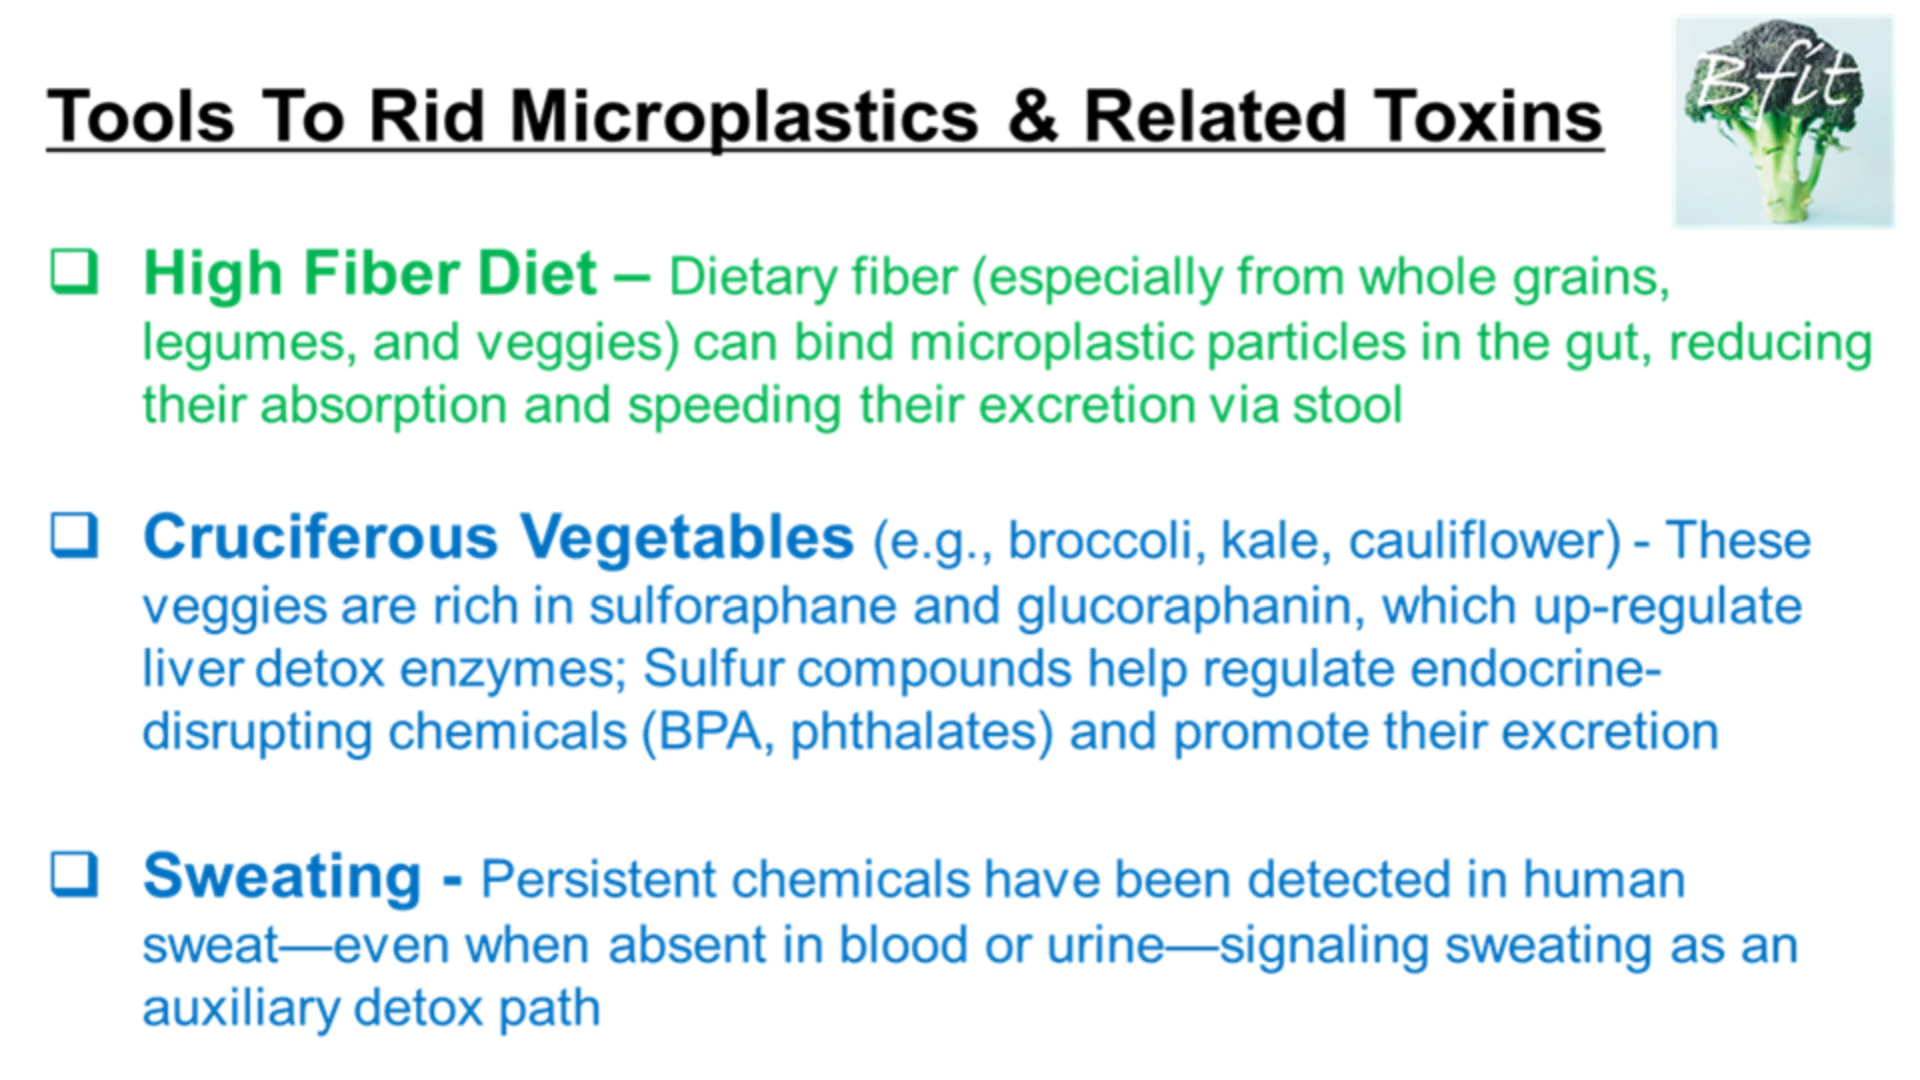 Bfit
Tools To Rid Microplastics & Related Toxins
❑ High Fiber Diet – Dietary fiber (especially from whole grains,
legumes, and veggies) can bind microplastic particles in the gut, reducing
their absorption and speeding their excretion via stool
❑ Cruciferous Vegetables (e.g., broccoli, kale, cauliflower) - These
veggies are rich in sulforaphane and glucoraphanin, which up-regulate
liver detox enzymes; Sulfur compounds help regulate endocrine-
disrupting chemicals (BPA, phthalates) and promote their excretion
❑ Sweating - Persistent chemicals have been detected in human
sweat—even when absent in blood or urine—signaling sweating as an
auxiliary detox path